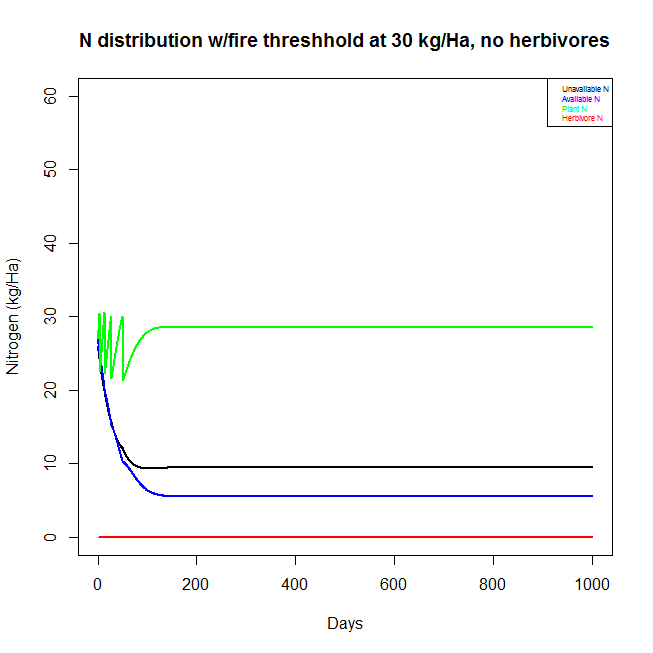 N distribution w/fire threshhold at 30 kg/Ha, no herbivores
Unavailable N
Available N
Plant N
Herbivore N
60
50
40
30
20
10
0
Nitrogen (kg/Ha)
0 200 400 600 800 1000
Days